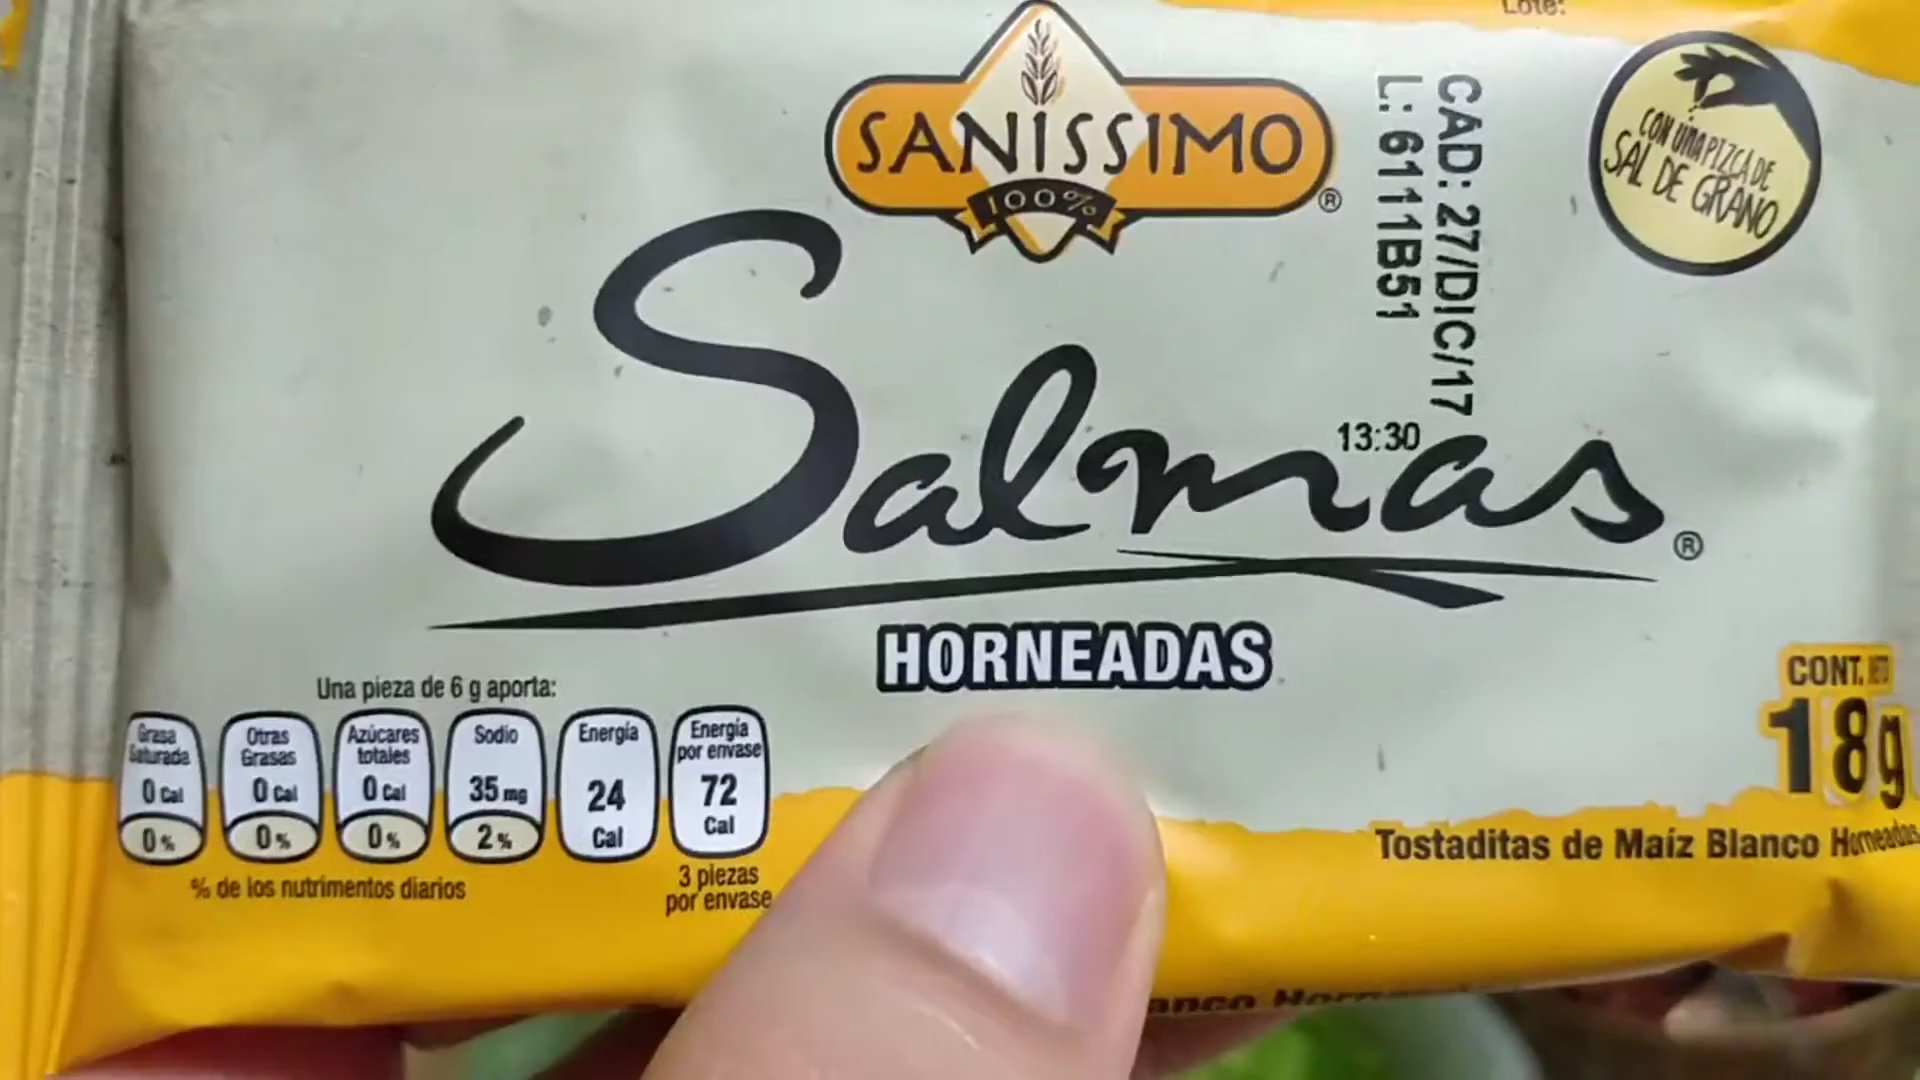 Lote:
SANISSIMO
100%
®
CAD: 27/DIC/17
L: 6111B51
13:30
CON UNA PIZCA DE
SAL DE GRANO
Salmas®
HORNEADAS
Una pieza de 6 g aporta:
Grasa
Saturada
0 Cal
0%
Otras
Grasas
0 Cal
0%
Azúcares
totales
0 Cal
0%
Sodio
35 mg
2%
Energía
24
Cal
Energía
por envase
72
Cal
% de los nutrimentos diarios
3 piezas
por envase
CONT.
18g
Tostaditas de Maíz Blanco Horneadas